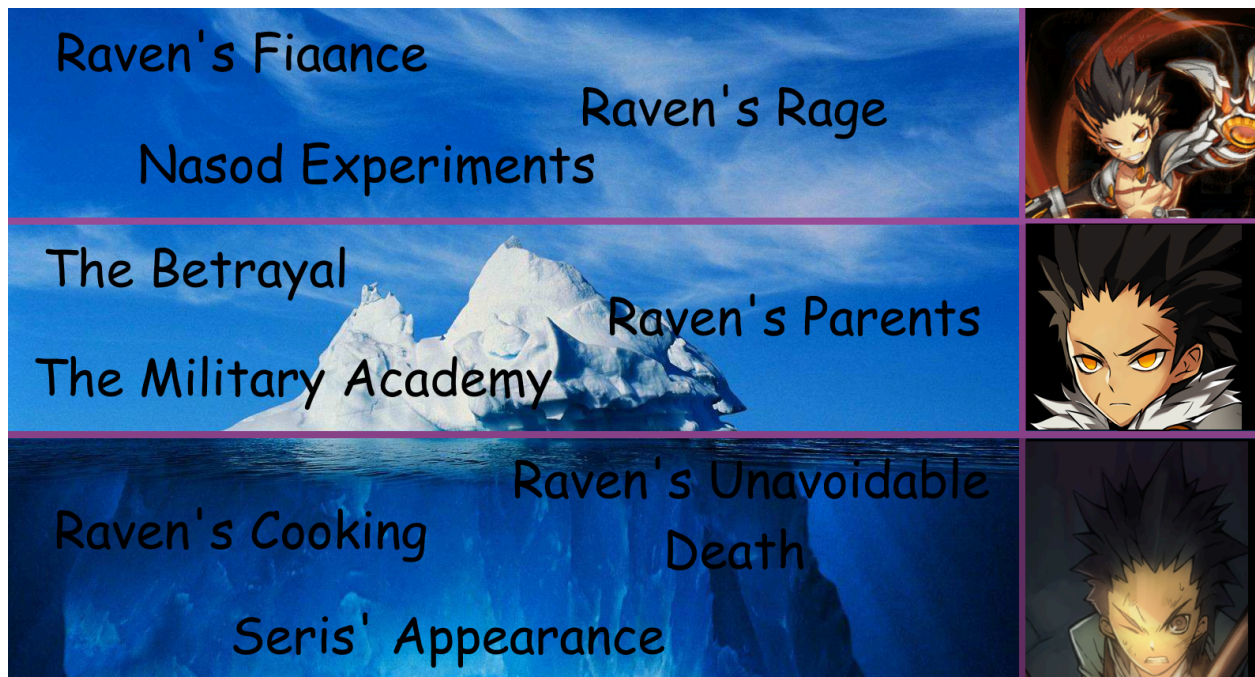 Raven's Fiaance
Raven's Rage
Nasod Experiments
The Betrayal
Raven's Parents
The Military Academy
Raven's Unavoidable
Death
Raven's Cooking
Seris' Appearance